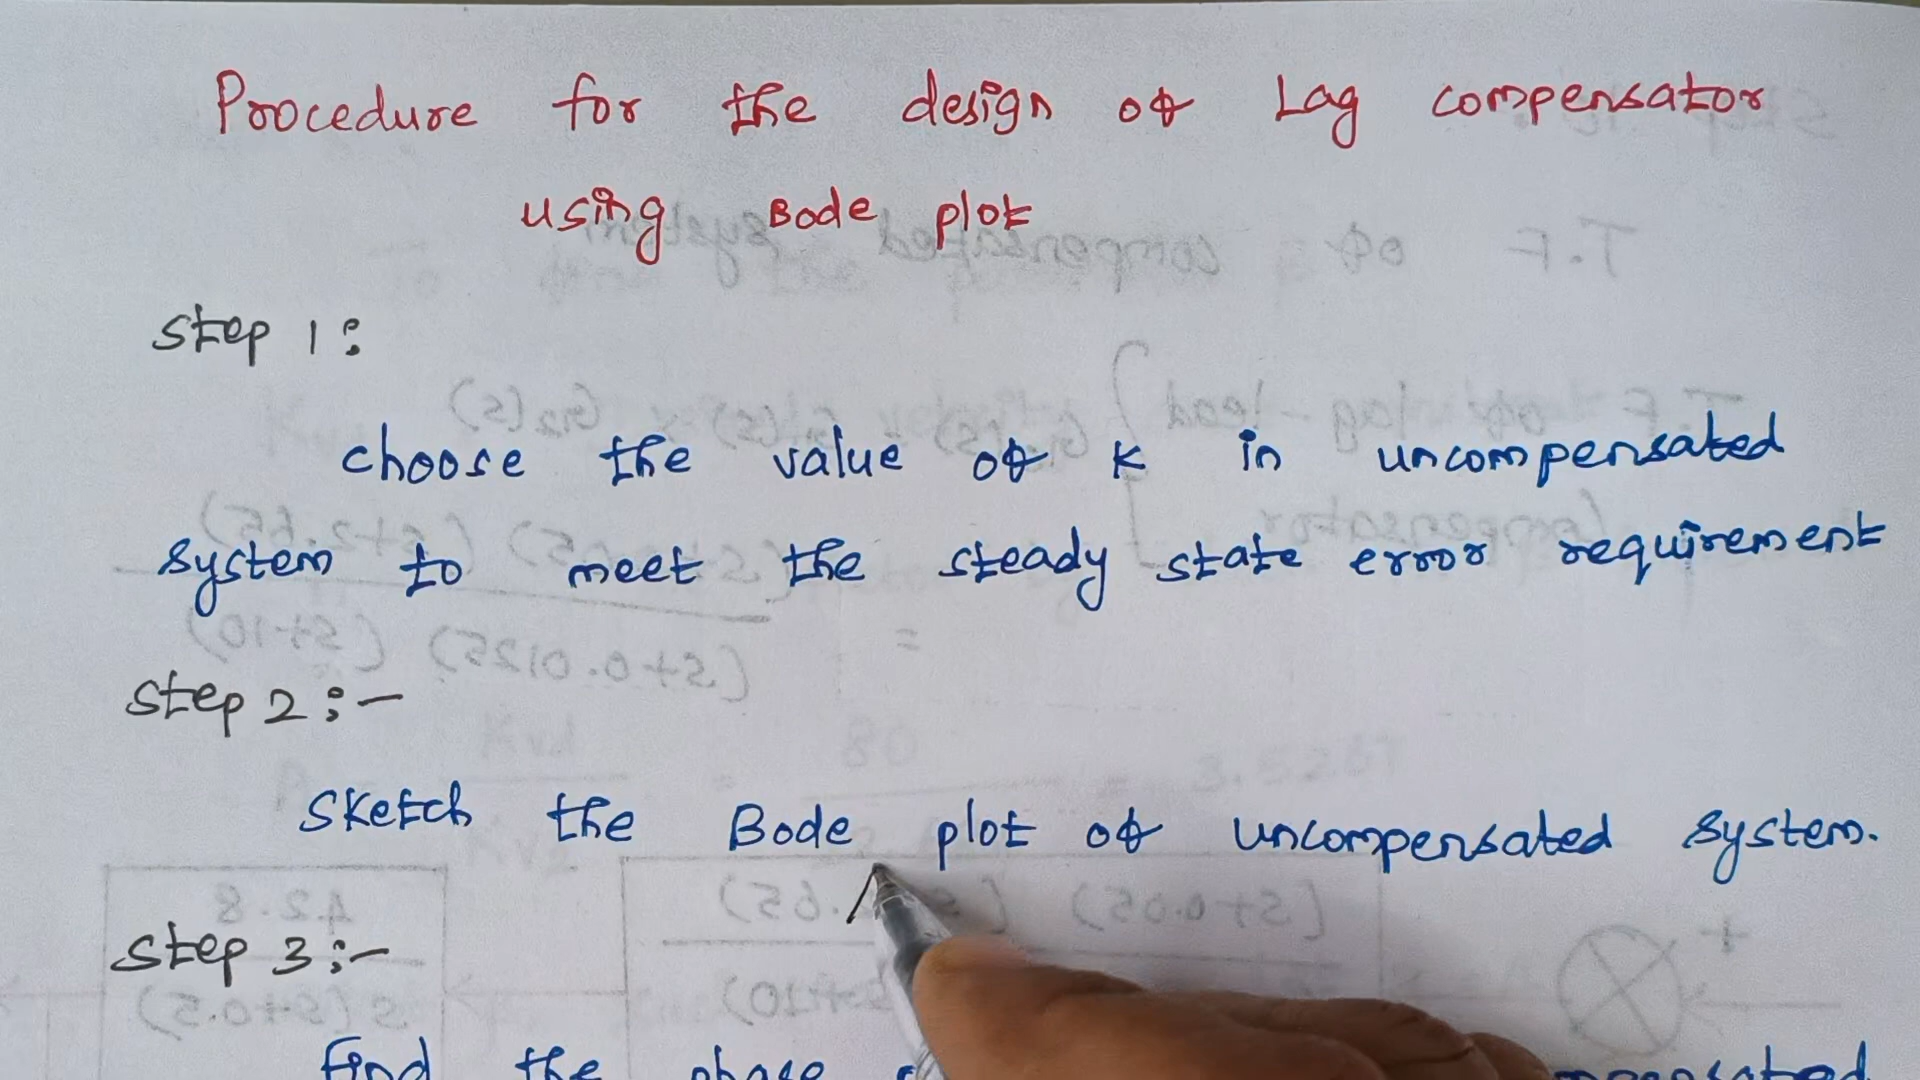 Procedure for the design of Lag compensator
using Bode plot
Step 1:
choose the value of K in uncompensated
system to meet the steady state error requirement
Step 2:-
Sketch the Bode plot of uncompensated system.
Step 3:-
Find the phase